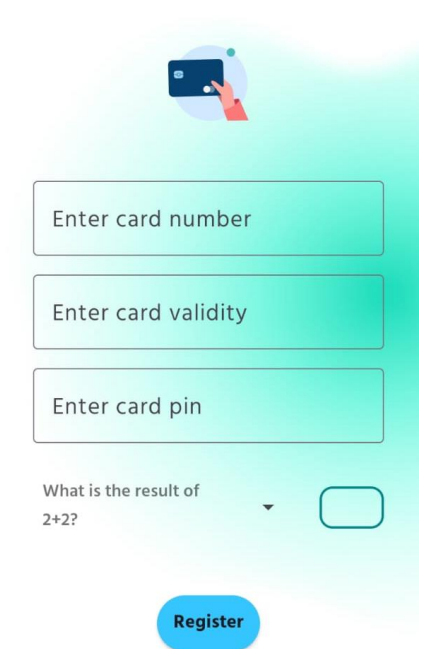 Enter card number
Enter card validity
Enter card pin
What is the result of
2+2?
Register